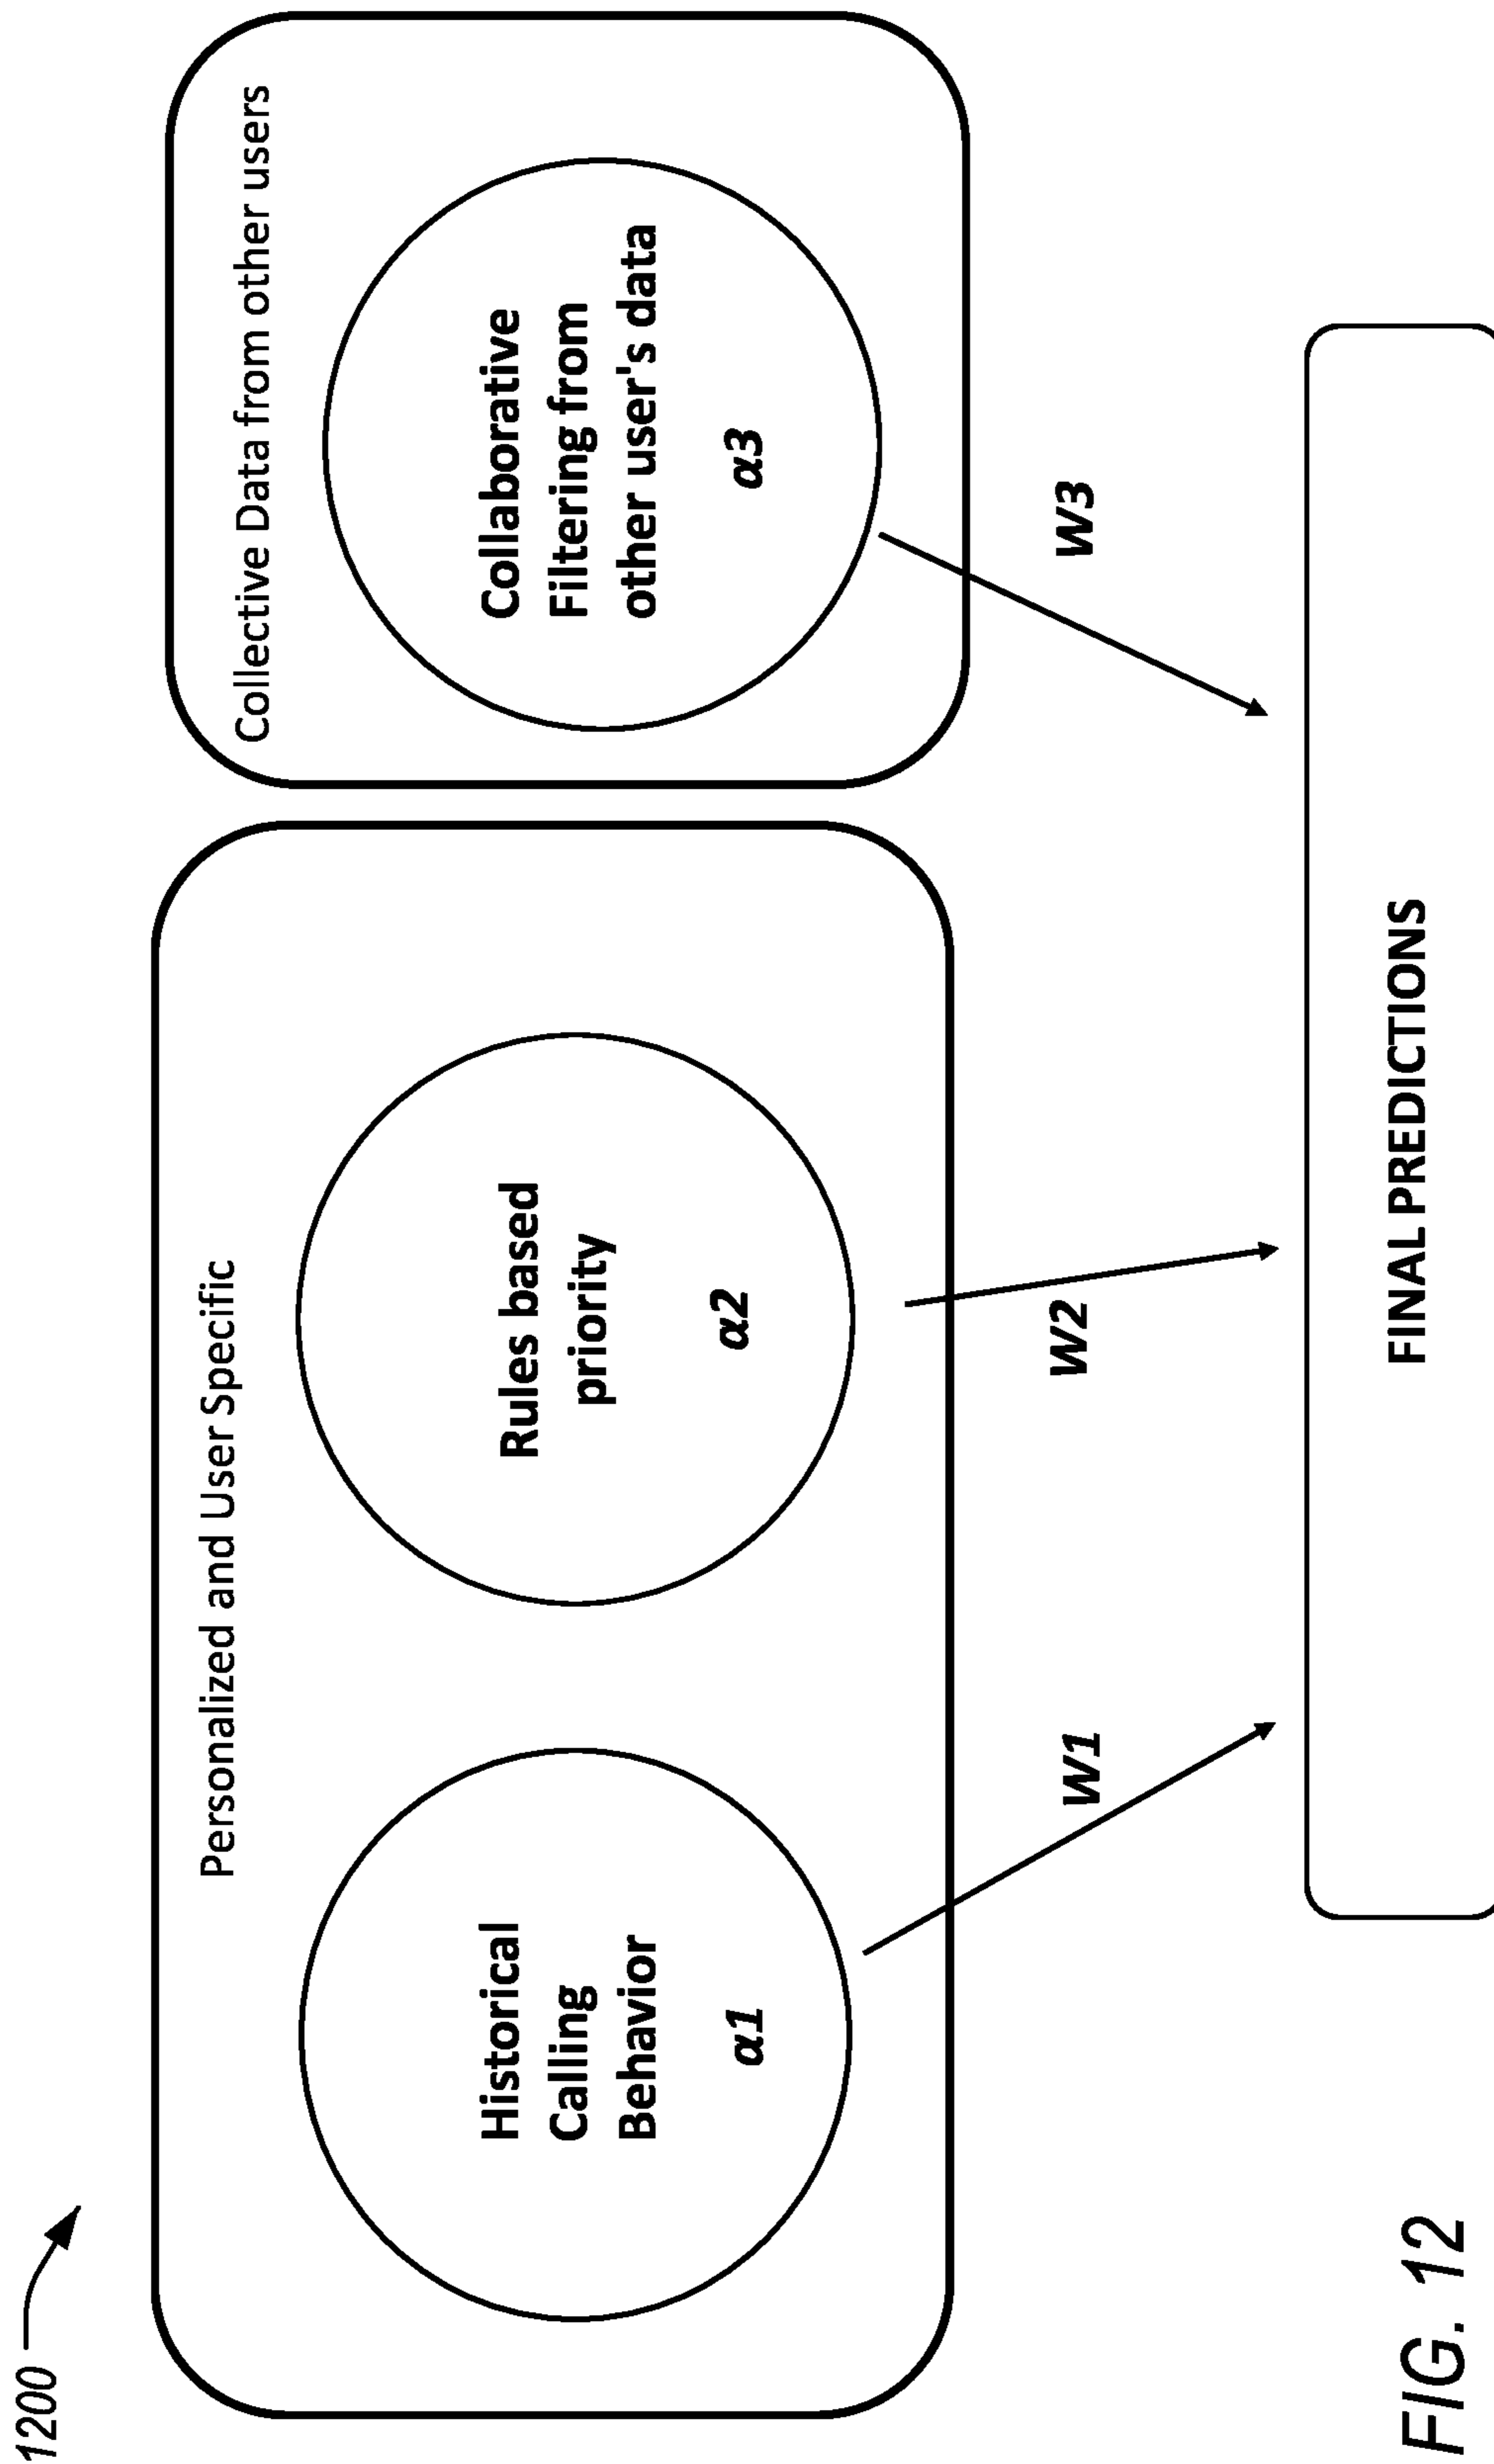 1200
Personalized and User Specific
Historical
Calling
Behavior
α1
Rules based
priority
α2
Collective Data from other users
Collaborative
Filtering from
other user's data
α3
W1
W2
W3
FINAL PREDICTIONS
FIG. 12